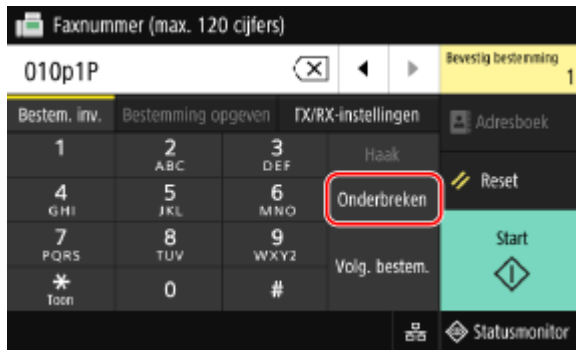 Faxnummer (max. 120 cijfers)
010p1P
Bevestig bestemming
1
Bestem. inv.
Bestemming opgeven
TX/RX-instellingen
Adresboek
1
2
ABC
3
DEF
Haak
Reset
4
GHI
5
JKL
6
MNO
Onderbreken
7
PQRS
8
TUV
9
WXYZ
Volg. bestem.
Start
*
Toon
0
#
Statusmonitor